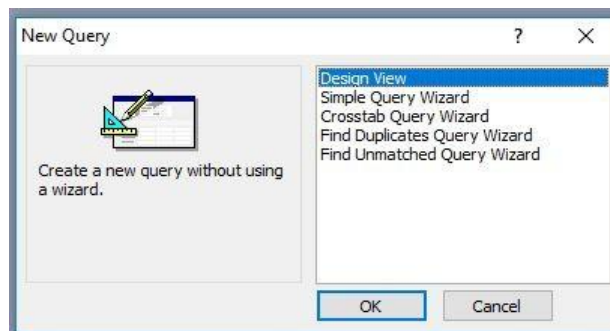 New Query
?
Design View
Simple Query Wizard
Crosstab Query Wizard
Find Duplicates Query Wizard
Find Unmatched Query Wizard
Create a new query without using
a wizard.
OK
Cancel